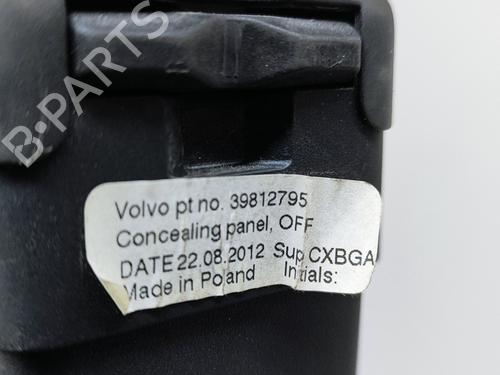 B-PARTS
Volvo pt no. 39812795
Concealing panel, OFF
DATE 22.08.2012 Sup CXBGA
Made in Poland Initials: